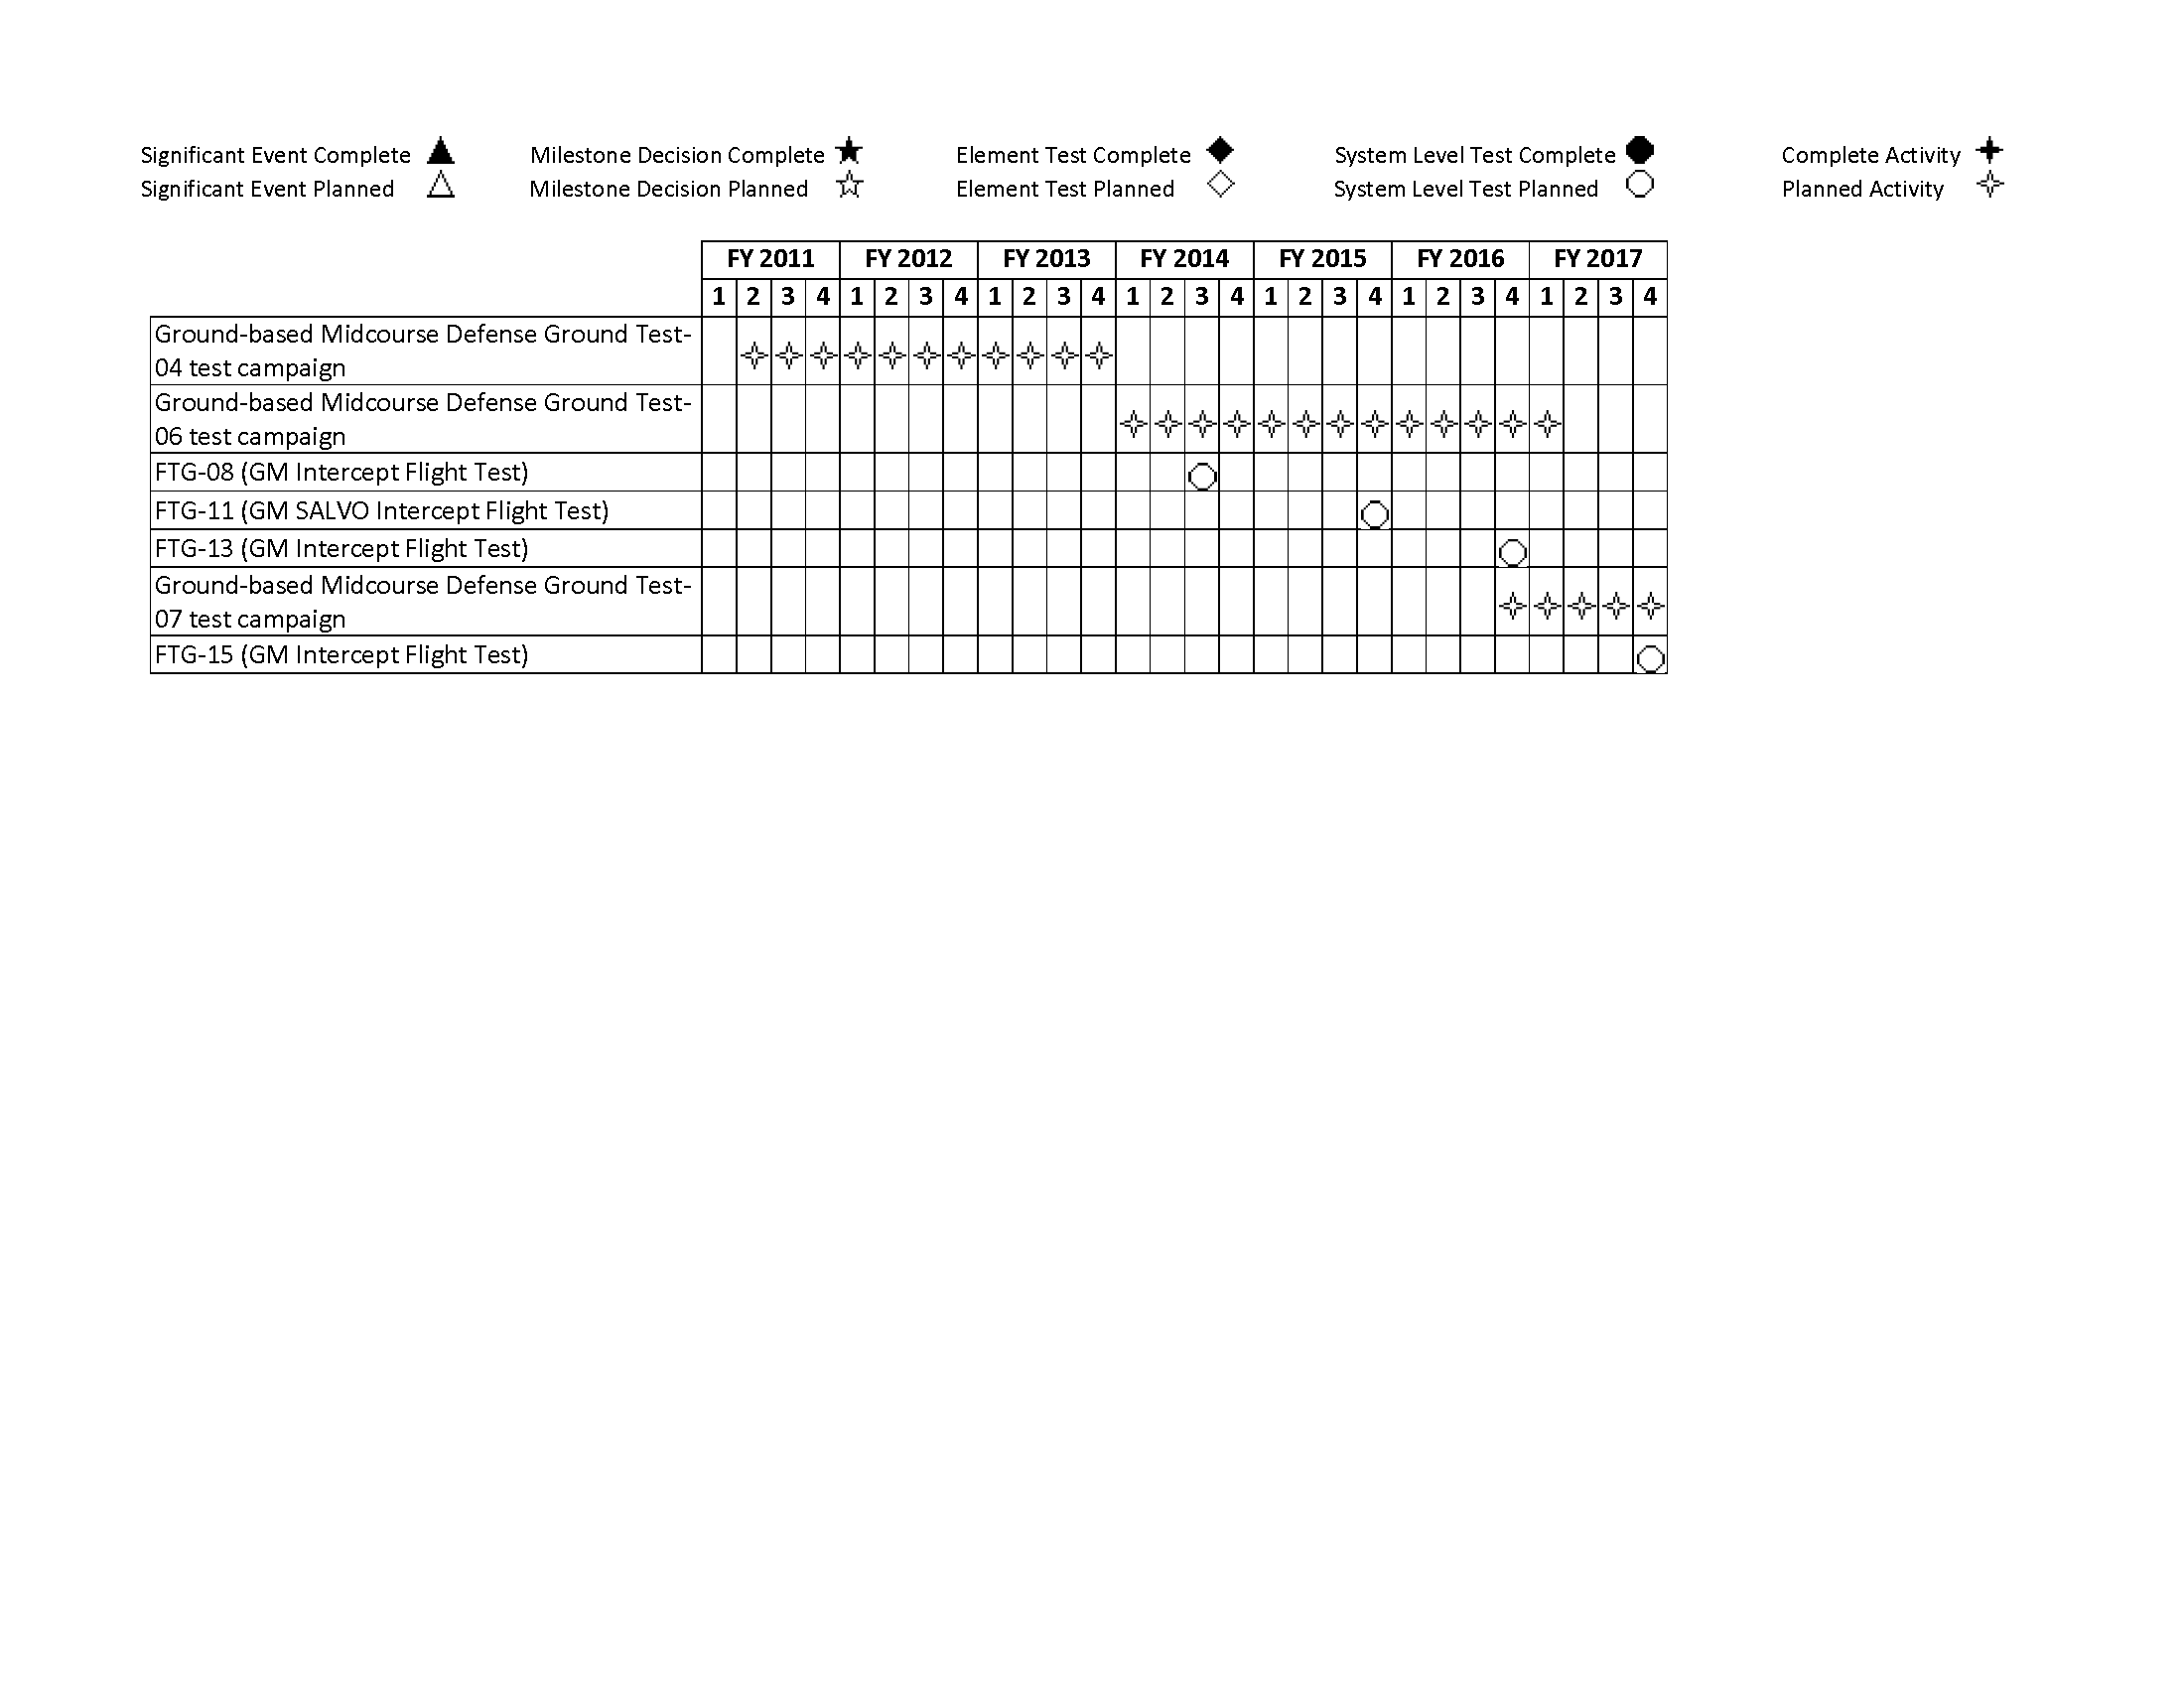 Significant Event Complete Milestone Decision Complete Element Test Complete System Level Test Complete Complete Activity
Significant Event Planned Milestone Decision Planned Element Test Planned System Level Test Planned Planned Activity
FY 2011 FY 2012 FY 2013 FY 2014 FY 2015 FY 2016 FY 2017
1 2 3 4 1 2 3 4 1 2 3 4 1 2 3 4 1 2 3 4 1 2 3 4 1 2 3 4
Ground-based Midcourse Defense Ground Test-
04 test campaign
Ground-based Midcourse Defense Ground Test-
06 test campaign
FTG-08 (GM Intercept Flight Test)
FTG-11 (GM SALVO Intercept Flight Test)
FTG-13 (GM Intercept Flight Test)
Ground-based Midcourse Defense Ground Test-
07 test campaign
FTG-15 (GM Intercept Flight Test)